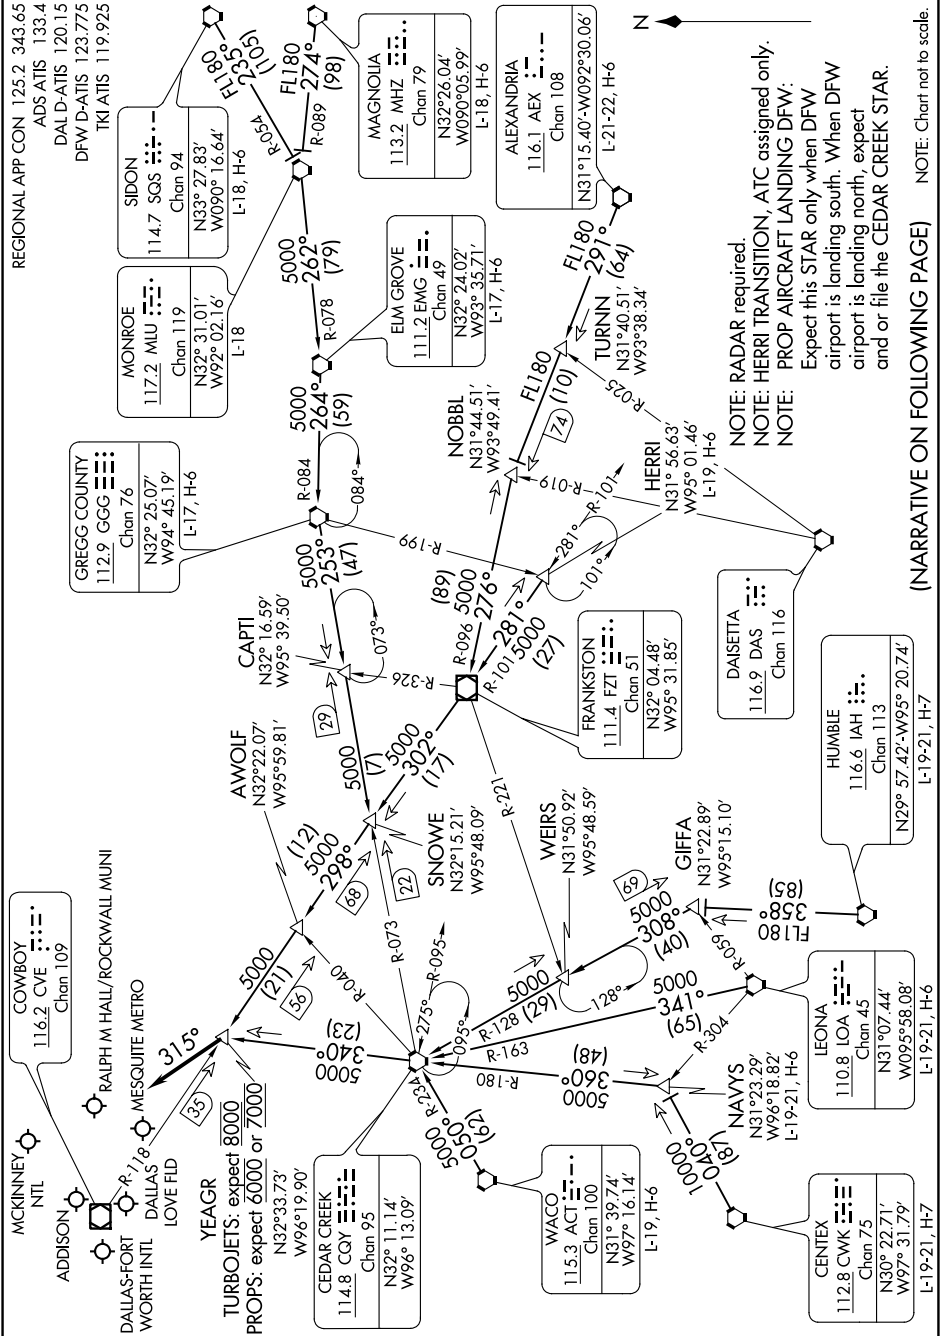 REGIONAL APP CON 125.2 343.65
ADS ATIS 133.4
DAL D-ATIS 120.15
DFW D-ATIS 123.775
TKI ATIS 119.925
MCKINNEY NTL
ADDISON
DALLAS-FORT
WORTH INTL
DALLAS
LOVE FLD
MESQUITE METRO
RALPH M HALL/ROCKWALL MUNI
COWBOY
116.2 CVE
Chan 109
R-118
35
315°
YEAGR
TURBOJETS: expect 8000
PROPS: expect 6000 or 7000
N32°33.73'
W96°19.90'
5000
(21)
56
AWOLF
N32°22.07'
W95°59.81'
(12)
5000
298°
68
SNOWE
N32°15.21'
W95°48.09'
22
R-073
R-040
5000
(7)
29
CAPTI
N32° 16.59'
W95° 39.50'
073°
R-326
5000
253°
(47)
GREGG COUNTY
112.9 GGG
Chan 76
N32° 25.07'
W94° 45.19'
L-17, H-6
R-084
084°
R-199
5000
264°
(59)
ELM GROVE
111.2 EMG
Chan 49
N32° 24.02'
W93° 35.71'
L-17, H-6
R-078
5000
262°
(79)
MONROE
117.2 MLU
Chan 119
N32° 31.01'
W92° 02.16'
L-18
SIDON
114.7 SQS
Chan 94
N33° 27.83'
W090° 16.64'
L-18, H-6
FL180
235°
(105)
R-054
FL180
274°
(98)
R-089
MAGNOLIA
113.2 MHZ
Chan 79
N32°26.04'
W090°05.99'
L-18, H-6
ALEXANDRIA
116.1 AEX
Chan 108
N31°15.40'-W092°30.06'
L-21-22, H-6
FL180
291°
(64)
TURNN
N31°40.51'
W93°38.34'
R-025
FL180
(10)
74
NOBBL
N31°44.51'
W93°49.41'
R-019
(89)
5000
276°
R-096
R-101
281°
5000
(27)
281°
R-101
101°
HERRI
N31° 56.63'
W95° 01.46'
L-19, H-6
FRANKSTON
111.4 FZT
Chan 51
N32° 04.48'
W95° 31.85'
5000
302°
(17)
R-221
DAISETTA
116.9 DAS
Chan 116
WEIRS
N31°50.92'
W95°48.59'
128°
5000
308°
(40)
69
GIFFA
N31°22.89'
W95°15.10'
FL180
358°
(85)
HUMBLE
116.6 IAH
Chan 113
N29° 57.42'-W95° 20.74'
L-19-21, H-7
R-059
LEONA
110.8 LOA
Chan 45
N31°07.44'
W095°58.08'
L-19-21, H-6
R-304
5000
341°
(65)
R-193
R-128
5000
(29)
CEDAR CREEK
114.8 CQY
Chan 95
N32° 11.14'
W96° 13.09'
275°
R-095
095°
5000
340°
(23)
R-234
5000
050°
(62)
WACO
115.3 ACT
Chan 100
N31° 39.74'
W97° 16.14'
L-19, H-6
R-180
5000
360°
(48)
NAVYS
N31°23.29'
W96°18.82'
L-19-21, H-6
10000
040°
(87)
CENTEX
112.8 CWK
Chan 75
N30° 22.71'
W97° 31.79'
L-19-21, H-7
N
NOTE: RADAR required.
NOTE: HERRI TRANSITION, ATC assigned only.
NOTE: PROP AIRCRAFT LANDING DFW:
Expect this STAR only when DFW
airport is landing south. When DFW
airport is landing north, expect
and or file the CEDAR CREEK STAR.
(NARRATIVE ON FOLLOWING PAGE)
NOTE: Chart not to scale.